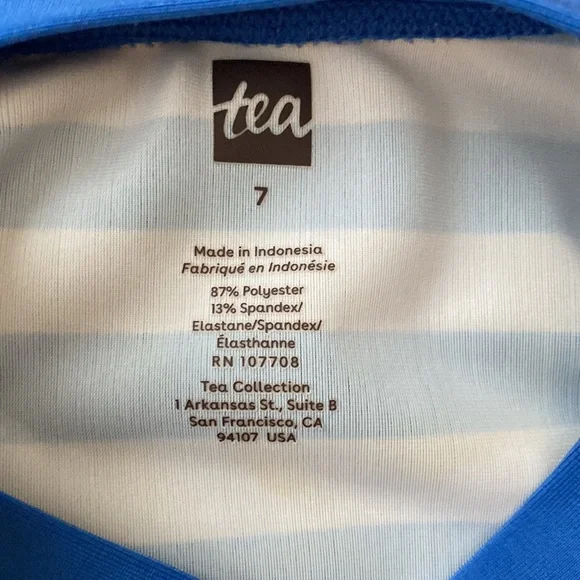 tea
7
Made in Indonesia
Fabriqué en Indonésie
87% Polyester
13% Spandex/
Elastane/Spandex/
Élasthanne
RN 107708
Tea Collection
1 Arkansas St., Suite B
San Francisco, CA
94107 USA